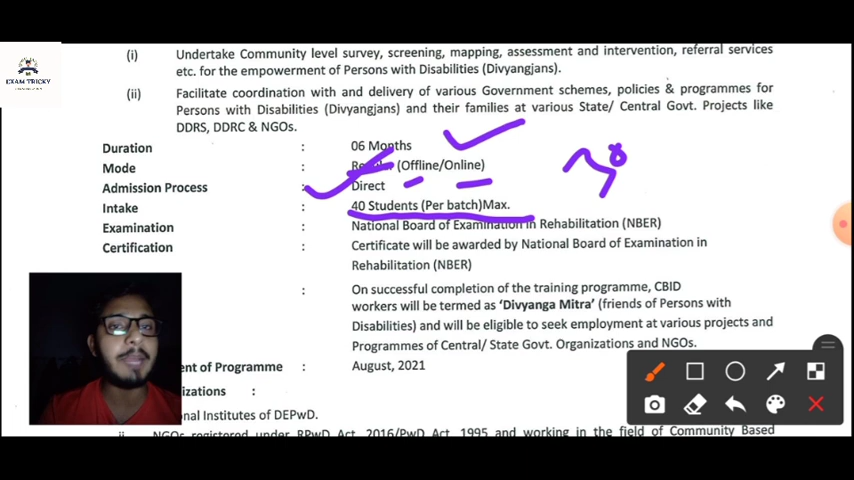 EXAM TRICKY
(i) Undertake Community level survey, screening, mapping, assessment and intervention, referral services
etc. for the empowerment of Persons with Disabilities (Divyangjans).
(ii) Facilitate coordination with and delivery of various Government schemes, policies & programmes for
Persons with Disabilities (Divyangjans) and their families at various State/ Central Govt. Projects like
DDRS, DDRC & NGOs.
Duration : 06 Months
Mode : Regular (Offline/Online)
Admission Process : Direct
Intake : 40 Students (Per batch)Max.
Examination : National Board of Examination in Rehabilitation (NBER)
Certification : Certificate will be awarded by National Board of Examination in
Rehabilitation (NBER)
: On successful completion of the training programme, CBID
workers will be termed as 'Divyanga Mitra' (friends of Persons with
Disabilities) and will be eligible to seek employment at various projects and
Programmes of Central/ State Govt. Organizations and NGOs.
nt of Programme : August, 2021
izations :
onal Institutes of DEPwD.
ii. NGOs registered under RPwD Act, 2016/PwD Act, 1995 and working in the field of Community Based